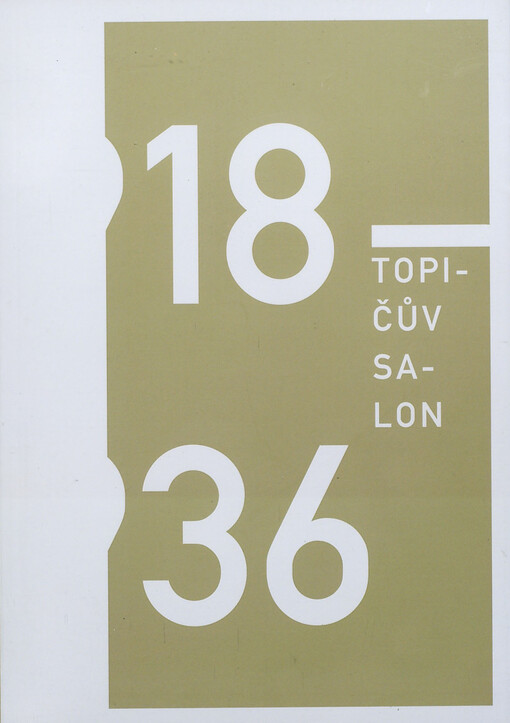 18
TOPI-
ČŮV
SA-
LON
36